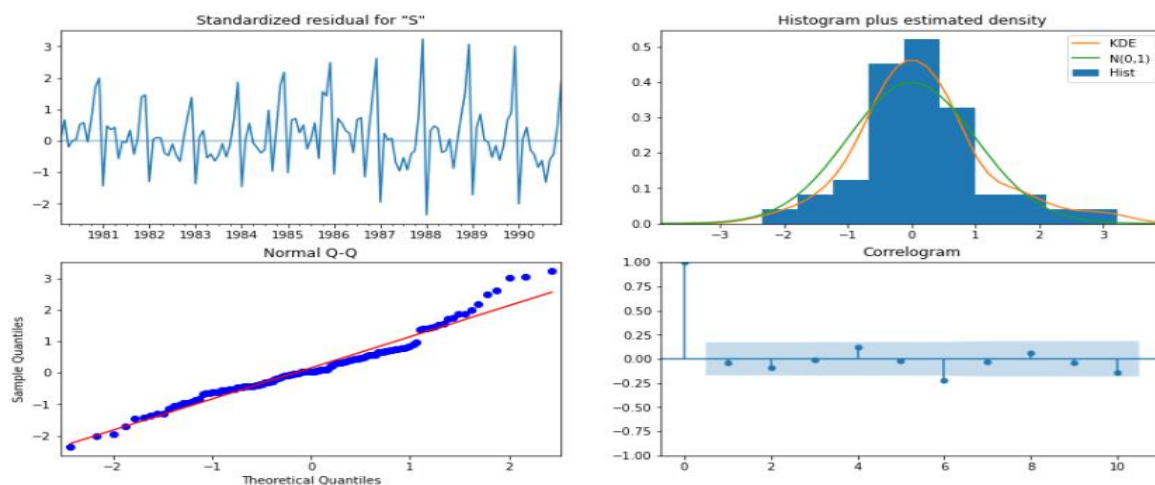 Standardized residual for "S"
3
2
1
0
−1
−2
1981 1982 1983 1984 1985 1986 1987 1988 1989 1990
Histogram plus estimated density
KDE
N(0,1)
Hist
0.5
0.4
0.3
0.2
0.1
0.0
−3 −2 −1 0 1 2 3
Normal Q-Q
Sample Quantiles
3
2
1
0
−1
−2
−2 −1 0 1 2
Theoretical Quantiles
Correlogram
1.00
0.75
0.50
0.25
0.00
−0.25
−0.50
−0.75
−1.00
0 2 4 6 8 10